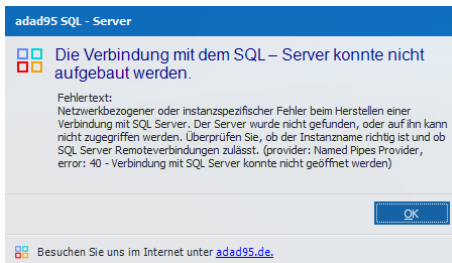 adad95 SQL - Server
Die Verbindung mit dem SQL – Server konnte nicht
aufgebaut werden.
Fehlertext:
Netzwerkbezogener oder instanzspezifischer Fehler beim Herstellen einer
Verbindung mit SQL Server. Der Server wurde nicht gefunden, oder auf ihn kann
nicht zugegriffen werden. Überprüfen Sie, ob der Instanzname richtig ist und ob
SQL Server Remoteverbindungen zulässt. (provider: Named Pipes Provider,
error: 40 - Verbindung mit SQL Server konnte nicht geöffnet werden)
OK
Besuchen Sie uns im Internet unter adad95.de.